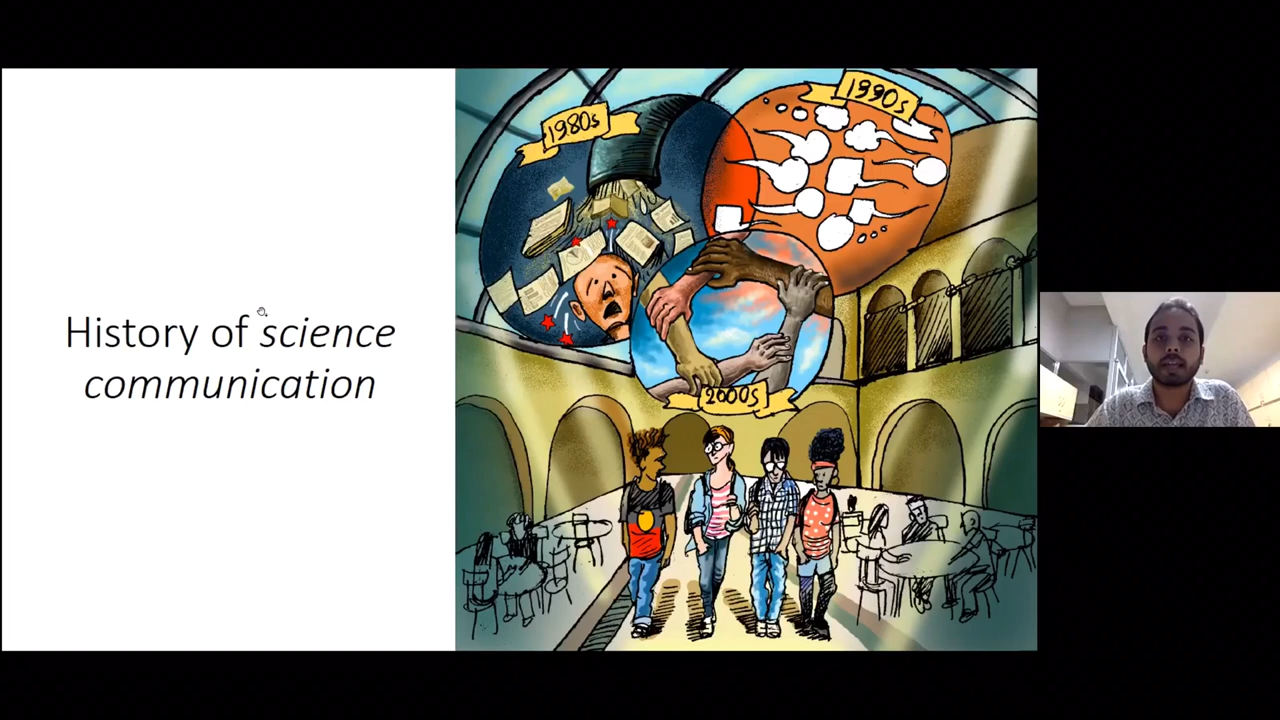 History of science
communication
1980s
1990s
2000s